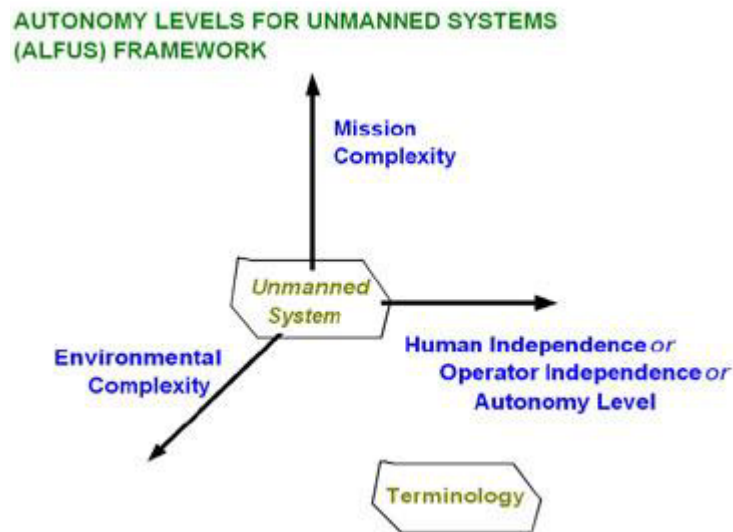 AUTONOMY LEVELS FOR UNMANNED SYSTEMS
(ALFUS) FRAMEWORK
Mission
Complexity
Unmanned
System
Environmental
Complexity
Human Independence or
Operator Independence or
Autonomy Level
Terminology